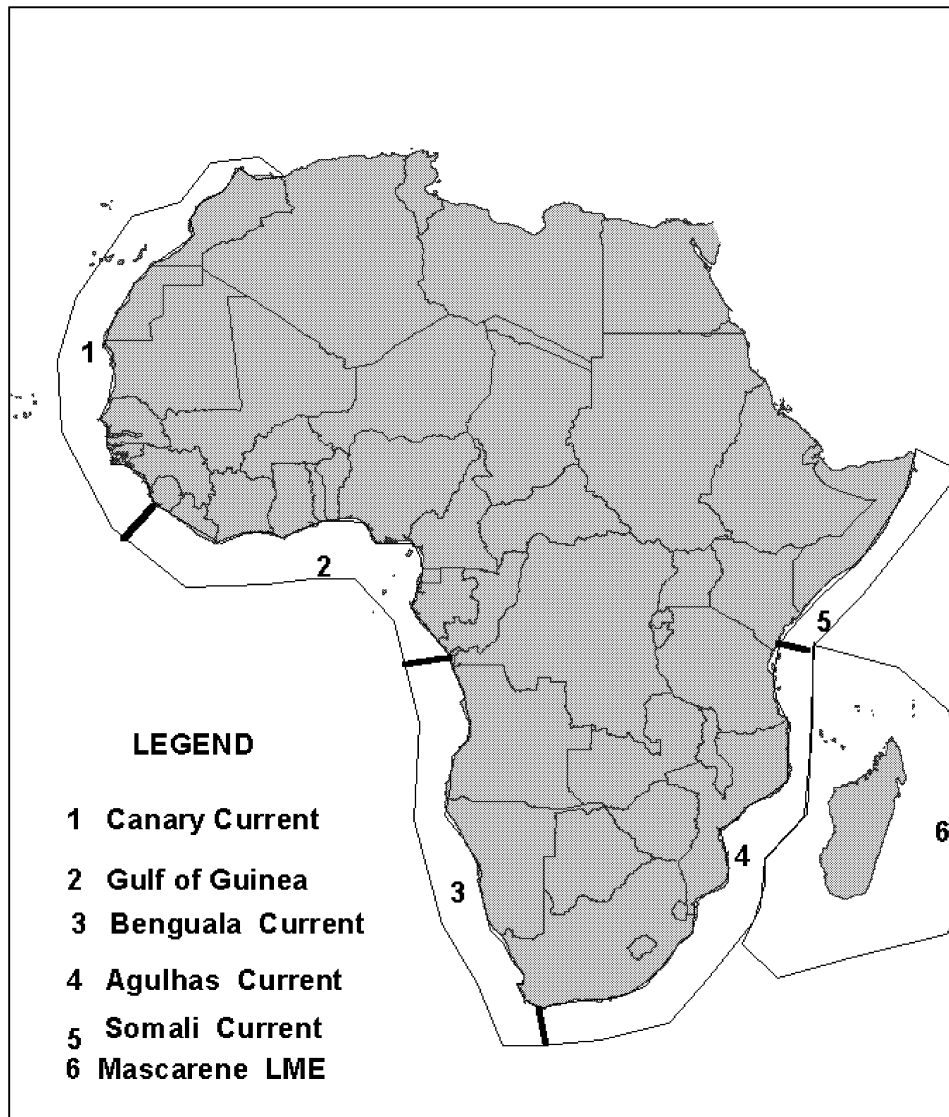 1
2
5
LEGEND
1 Canary Current
6
4
2 Gulf of Guinea
3
3 Benguala Current
4 Agulhas Current
5 Somali Current
6 Mascarene LME